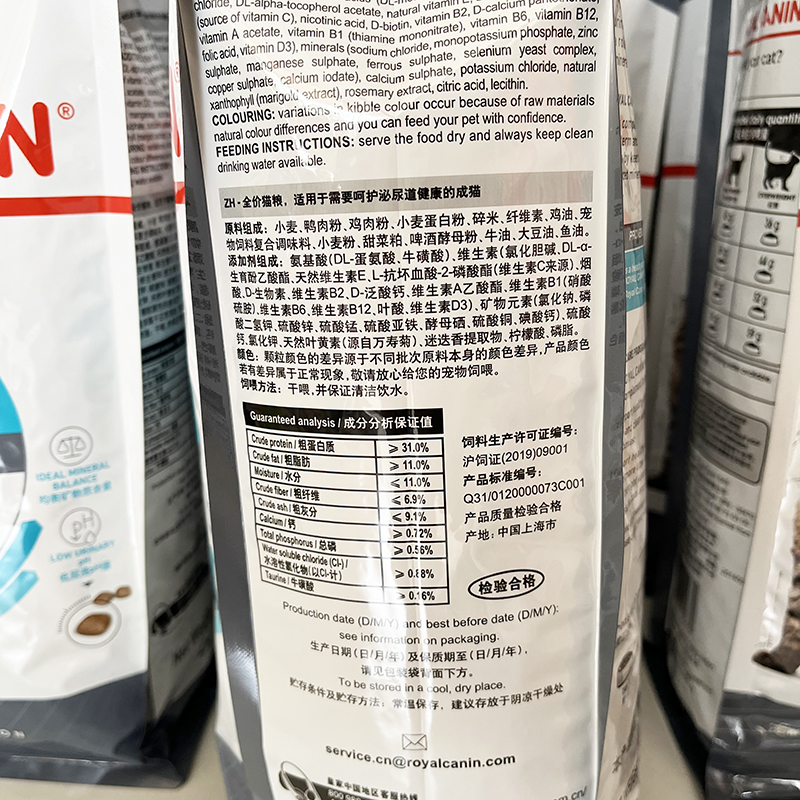 chloride, DL-alpha-tocopherol acetate, natural vitamin E,
(source of vitamin C), nicotinic acid, D-biotin, vitamin B2, D-calcium pantothenate,
vitamin A acetate, vitamin B1 (thiamine mononitrate), vitamin B6, vitamin B12,
folic acid, vitamin D3), minerals (sodium chloride, monopotassium phosphate, zinc
sulphate, manganese sulphate, ferrous sulphate, selenium yeast complex,
copper sulphate, calcium iodate), calcium sulphate, potassium chloride, natural
xanthophyll (marigold extract), rosemary extract, citric acid, lecithin.
COLOURING: variations in kibble colour occur because of raw materials
natural colour differences and you can feed your pet with confidence.
FEEDING INSTRUCTIONS: serve the food dry and always keep clean
drinking water available.
ZH - 全价猫粮，适用于需要呵护泌尿道健康的成猫
原料组成：小麦、鸭肉粉、鸡肉粉、小麦蛋白粉、碎米、纤维素、鸡油、宠
物饲料复合调味料、小麦粉、甜菜粕、啤酒酵母粉、牛油、大豆油、鱼油。
添加剂组成：氨基酸（DL-蛋氨酸、牛磺酸）、维生素（氯化胆碱、DL-α-
生育酚乙酸酯、天然维生素E、L-抗坏血酸-2-磷酸酯（维生素C来源）、烟
酸、D-生物素、维生素B2、D-泛酸钙、维生素A乙酸酯、维生素B1（硝酸
硫胺）、维生素B6、维生素B12、叶酸、维生素D3）、矿物元素（氯化钠、磷
酸二氢钾、硫酸锌、硫酸锰、硫酸亚铁、酵母硒、硫酸铜、碘酸钙）、硫酸
钙、氯化钾、天然叶黄素（源自万寿菊）、迷迭香提取物、柠檬酸、磷脂。
颜色：颗粒颜色的差异源于不同批次原料本身的颜色差异，产品颜色
若有差异属于正常现象，敬请放心给您的宠物饲喂。
饲喂方法：干喂，并保证清洁饮水。
Guaranteed analysis / 成分分析保证值
Crude protein / 粗蛋白质 ≥ 31.0%
Crude fat / 粗脂肪 ≥ 11.0%
Moisture / 水分 ≤ 11.0%
Crude fiber / 粗纤维 ≤ 6.9%
Crude ash / 粗灰分 ≤ 9.1%
Calcium / 钙 ≥ 0.72%
Total phosphorus / 总磷 ≥ 0.56%
Water soluble chloride (Cl-) /
水溶性氯化物(以Cl-计) ≥ 0.88%
Taurine / 牛磺酸 ≥ 0.16%
饲料生产许可证编号：
沪饲证(2019)09001
产品标准编号：
Q31/0120000073C001
产品质量检验合格
产地：中国上海市
检验合格
Production date (D/M/Y) and best before date (D/M/Y):
see information on packaging.
生产日期（日/月/年）及保质期至（日/月/年），
请见包装袋背面下方。
To be stored in a cool, dry place.
贮存条件及贮存方法：常温保存，建议存放于阴凉干燥处
service.cn@royalcanin.com
皇家中国地区客服热线
IDEAL MINERAL
BALANCE
pH
LOW URINARY
pH